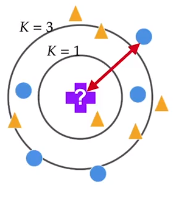 K = 3
K = 1
?